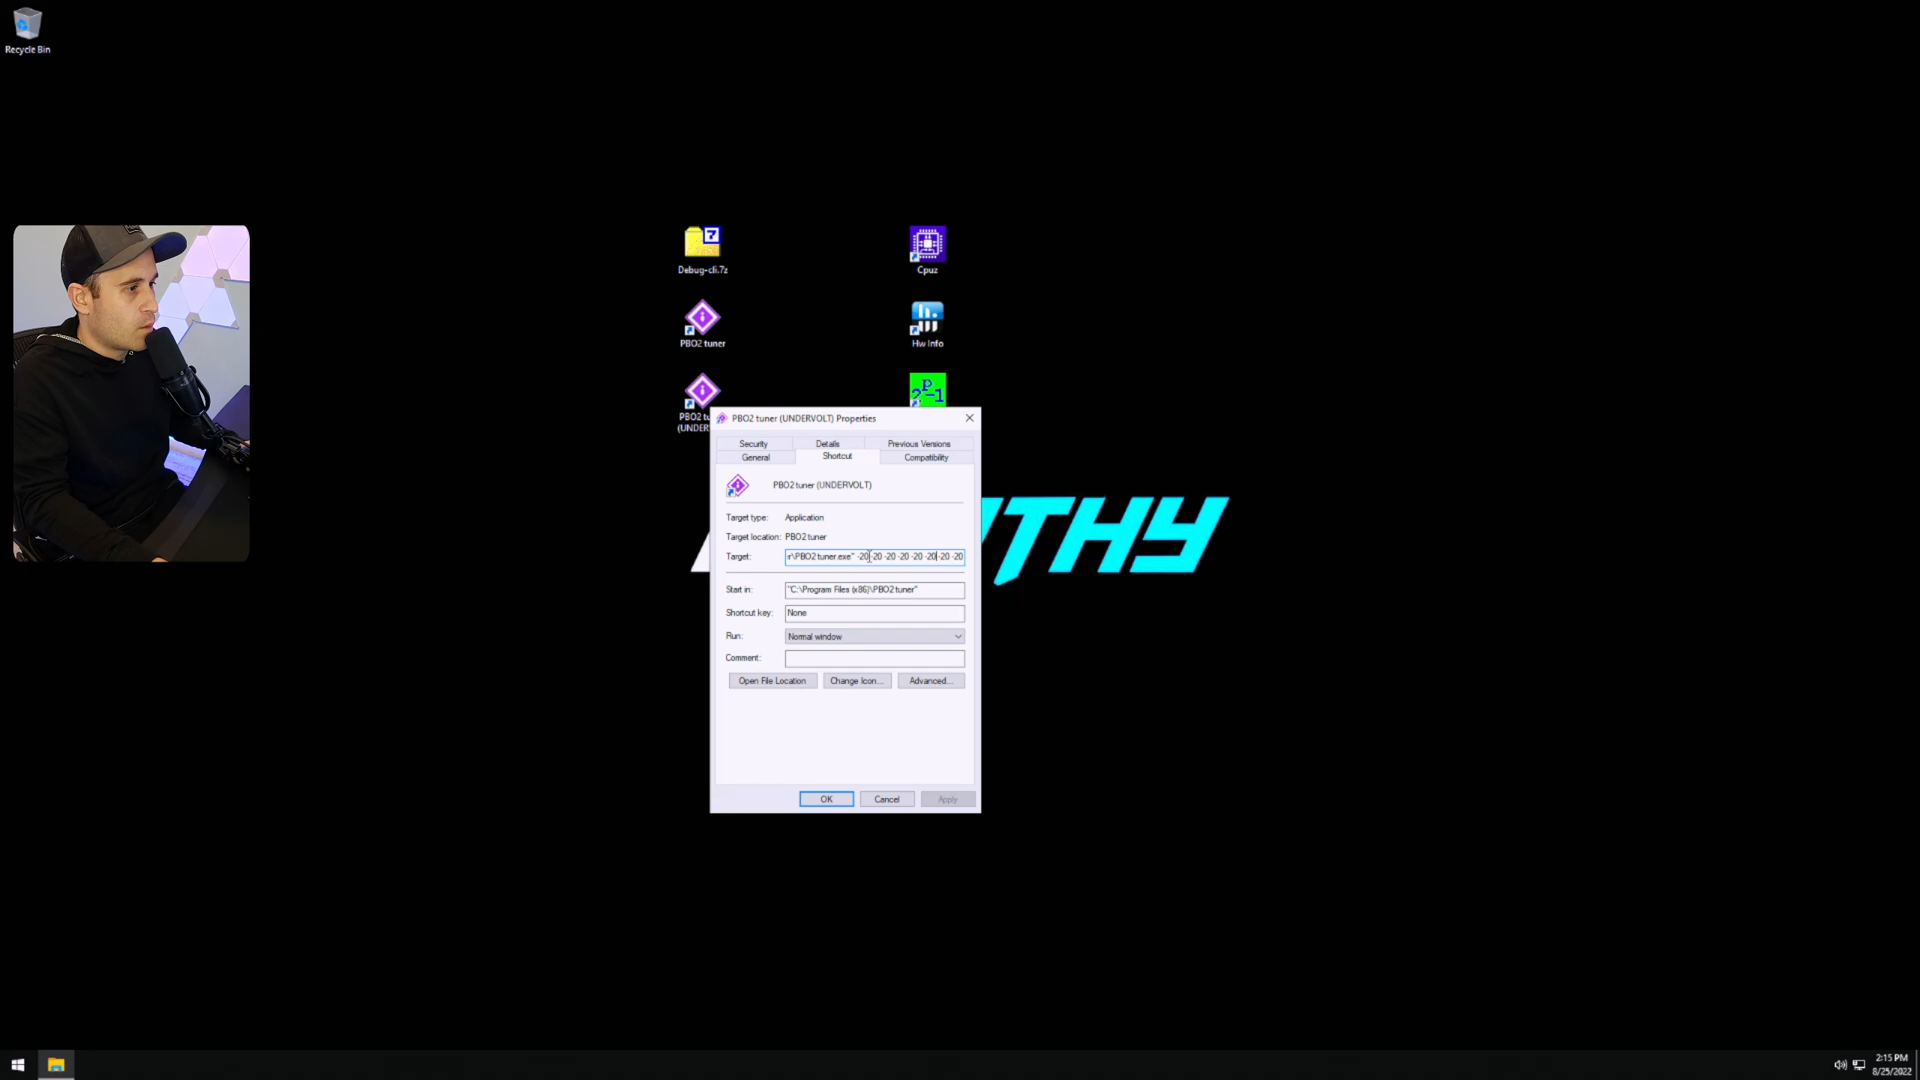 Recycle Bin
Debug-cli.7z
Cpuz
PBO2 tuner
Hw Info
PBO2 tu
(UNDER
PBO2 tuner (UNDERVOLT) Properties
Security
Details
Previous Versions
General
Shortcut
Compatibility
PBO2 tuner (UNDERVOLT)
Target type:
Application
Target location:
PBO2 tuner
Target:
r\PBO2 tuner.exe" -20 -20 -20 -20 -20 -20 -20 -20
Start in:
"C:\Program Files (x86)\PBO2 tuner"
Shortcut key:
None
Run:
Normal window
Comment:
Open File Location
Change Icon...
Advanced...
OK
Cancel
Apply
THY
2:15 PM
8/25/2022